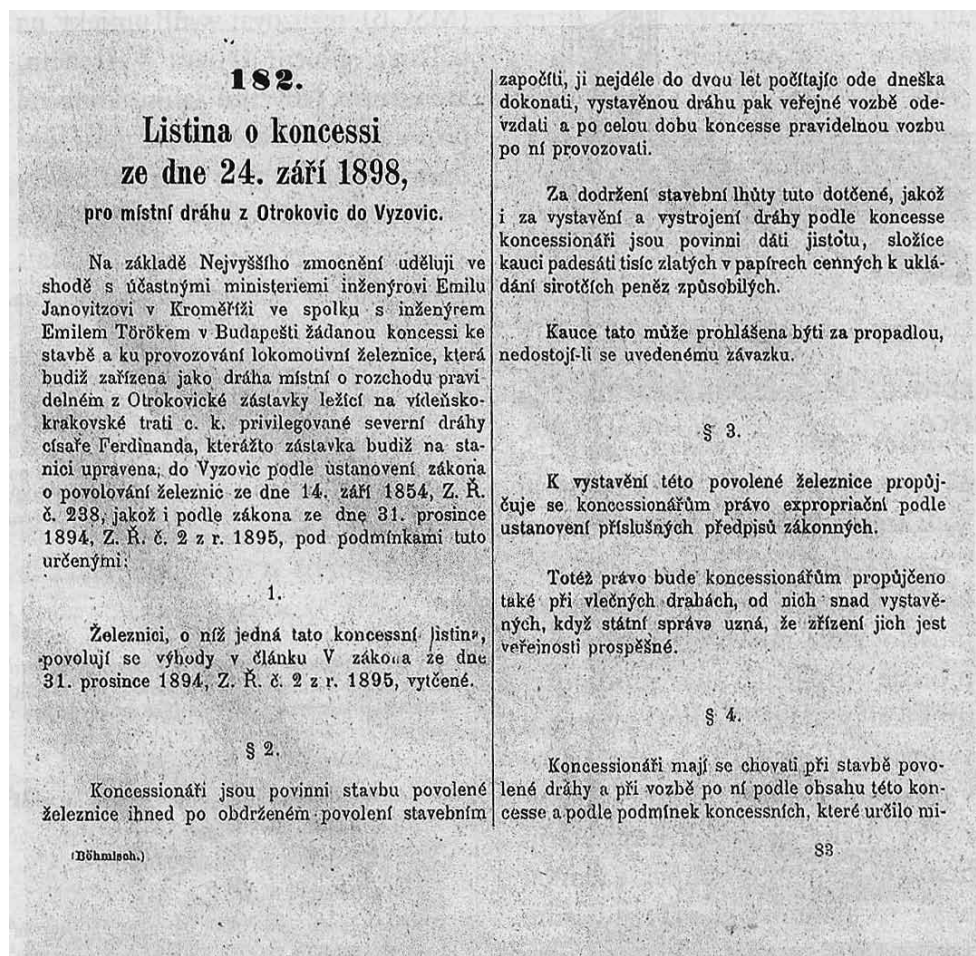 182.
Listina o koncessi
ze dne 24. září 1898,
pro místní dráhu z Otrokovic do Vyzovic.
Na základě Nejvyššího zmocnění uděluji ve
shodě s účastnými ministeriemi inženýrovi Emilu
Janovitzovi v Kroměříži ve spolku s inženýrem
Emilem Törökem v Budapešti žádanou koncessi ke
stavbě a ku provozování lokomotivní železnice, která
budiž zařízena jako dráha místní o rozchodu pravi-
delném z Otrokovické zástavky ležící na vídeňsko-
krakovské trati c. k. privilegované severní dráhy
císaře Ferdinanda, kterážto zástavka budiž na sta-
nici upravena, do Vyzovic podle ustanovení zákona
o povolování železnic ze dne 14. září 1854, Z. Ř.
č. 238, jakož i podle zákona ze dne 31. prosince
1894, Z. Ř. č. 2 z r. 1895, pod podmínkami tuto
určenými:
1.
Železnici, o níž jedná tato koncessní listina,
povolují se výhody v článku V zákona ze dne
31. prosince 1894, Z. Ř. č. 2 z r. 1895, vytčené.
§ 2.
Koncessionáři jsou povinni stavbu povolené
železnice ihned po obdrženém povolení stavebním
(Böhmisch.)
započíti, ji nejdéle do dvou let počítajíc ode dneška
dokonati, vystavěnou dráhu pak veřejné vozbě ode-
vzdati a po celou dobu koncesse pravidelnou vozbu
po ní provozovati.
Za dodržení stavební lhůty tuto dotčené, jakož
i za vystavění a vystrojení dráhy podle koncesse
koncessionáři jsou povinni dáti jistotu, složíce
kauci padesáti tisíc zlatých v papírech cenných k uklá-
dání sirotčích peněz způsobilých.
Kauce tato může prohlášena býti za propadlou,
nedostojí-li se uvedenému závazku.
§ 3.
K vystavění této povolené železnice propůj-
čuje se koncessionářům právo expropriační podle
ustanovení příslušných předpisů zákonných.
Totéž právo bude koncessionářům propůjčeno
také při vlečných drahách, od nich snad vystavě-
ných, když státní správa uzná, že zřízení jich jest
veřejnosti prospěšné.
§ 4.
Koncessionáři mají se chovati při stavbě povo-
lené dráhy a při vozbě po ní podle obsahu této kon-
cesse a podle podmínek koncessních, které určilo mi-
83